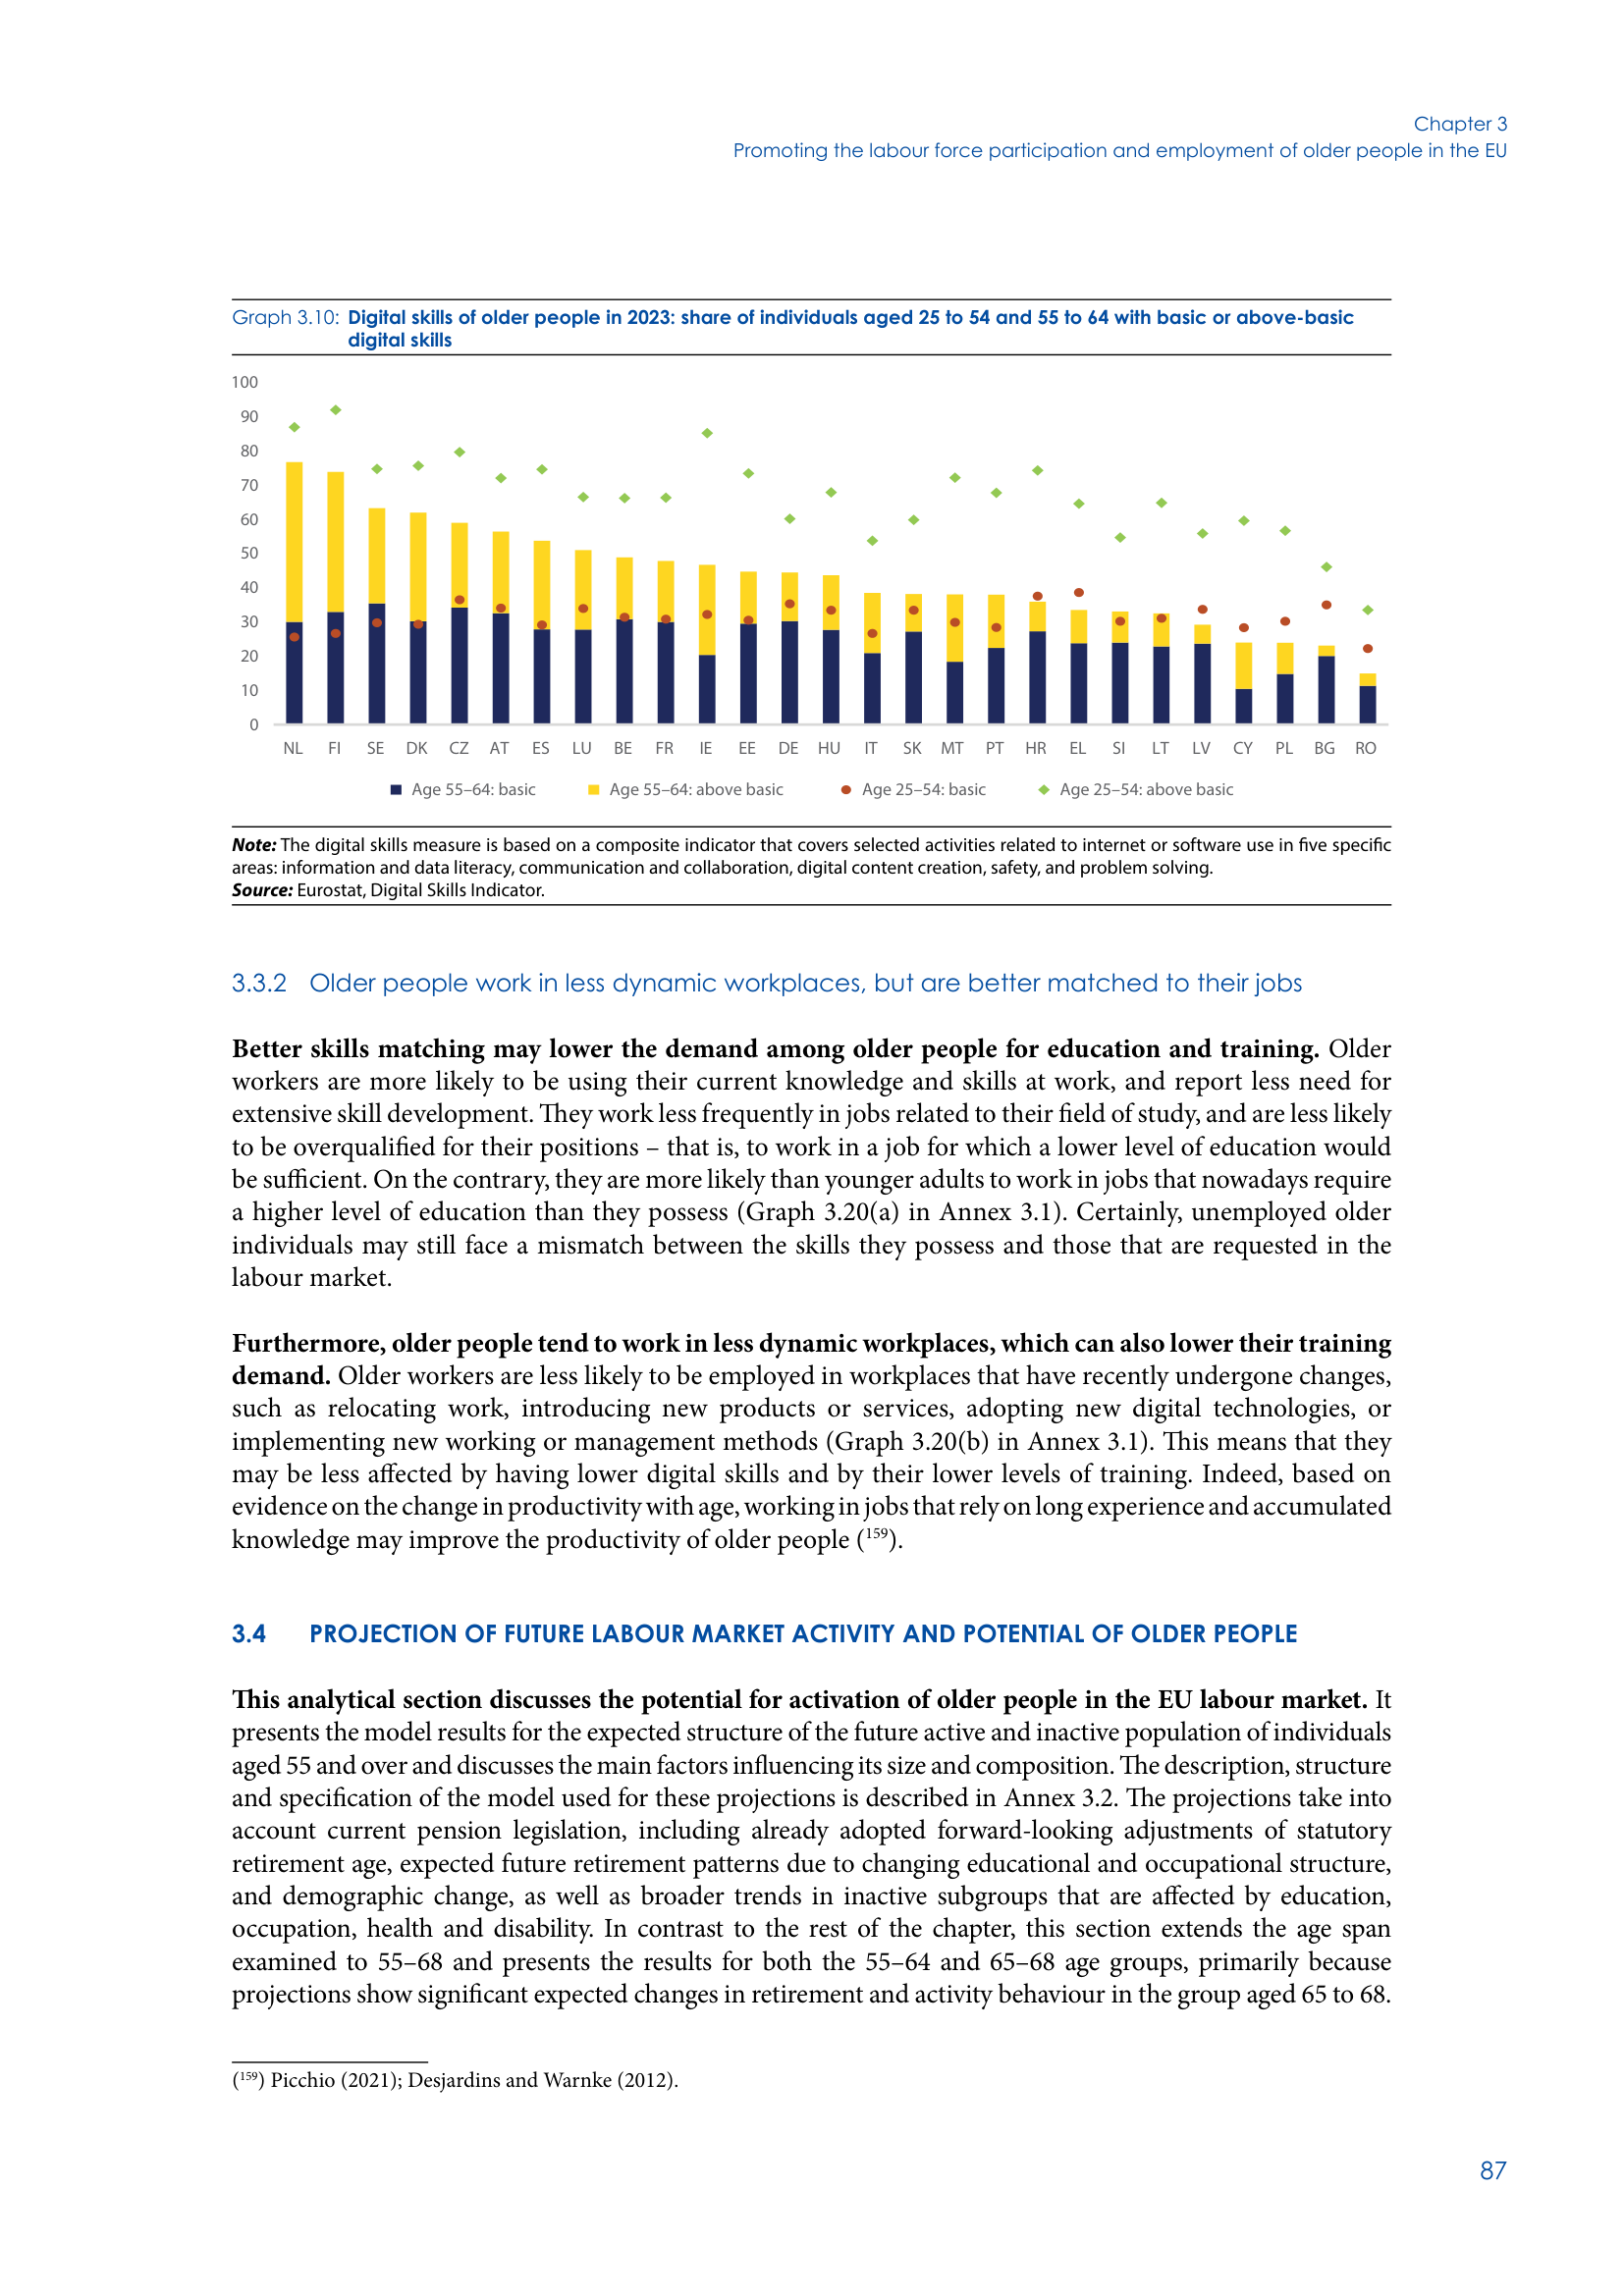 Chapter 3
Promoting the labour force participation and employment of older people in the EU
Graph 3.10: Digital skills of older people in 2023: share of individuals aged 25 to 54 and 55 to 64 with basic or above-basic
digital skills
100
90
80
70
60
50
40
30
20
10
0
NL FI SE DK CZ AT ES LU BE FR IE EE DE HU IT SK MT PT HR EL SI LT LV CY PL BG RO
Age 55–64: basic Age 55–64: above basic Age 25–54: basic Age 25–54: above basic
Note: The digital skills measure is based on a composite indicator that covers selected activities related to internet or software use in five specific
areas: information and data literacy, communication and collaboration, digital content creation, safety, and problem solving.
Source: Eurostat, Digital Skills Indicator.
3.3.2 Older people work in less dynamic workplaces, but are better matched to their jobs
Better skills matching may lower the demand among older people for education and training. Older
workers are more likely to be using their current knowledge and skills at work, and report less need for
extensive skill development. They work less frequently in jobs related to their field of study, and are less likely
to be overqualified for their positions – that is, to work in a job for which a lower level of education would
be sufficient. On the contrary, they are more likely than younger adults to work in jobs that nowadays require
a higher level of education than they possess (Graph 3.20(a) in Annex 3.1). Certainly, unemployed older
individuals may still face a mismatch between the skills they possess and those that are requested in the
labour market.
Furthermore, older people tend to work in less dynamic workplaces, which can also lower their training
demand. Older workers are less likely to be employed in workplaces that have recently undergone changes,
such as relocating work, introducing new products or services, adopting new digital technologies, or
implementing new working or management methods (Graph 3.20(b) in Annex 3.1). This means that they
may be less affected by having lower digital skills and by their lower levels of training. Indeed, based on
evidence on the change in productivity with age, working in jobs that rely on long experience and accumulated
knowledge may improve the productivity of older people (159).
3.4 PROJECTION OF FUTURE LABOUR MARKET ACTIVITY AND POTENTIAL OF OLDER PEOPLE
This analytical section discusses the potential for activation of older people in the EU labour market. It
presents the model results for the expected structure of the future active and inactive population of individuals
aged 55 and over and discusses the main factors influencing its size and composition. The description, structure
and specification of the model used for these projections is described in Annex 3.2. The projections take into
account current pension legislation, including already adopted forward-looking adjustments of statutory
retirement age, expected future retirement patterns due to changing educational and occupational structure,
and demographic change, as well as broader trends in inactive subgroups that are affected by education,
occupation, health and disability. In contrast to the rest of the chapter, this section extends the age span
examined to 55–68 and presents the results for both the 55–64 and 65–68 age groups, primarily because
projections show significant expected changes in retirement and activity behaviour in the group aged 65 to 68.
(159) Picchio (2021); Desjardins and Warnke (2012).
87